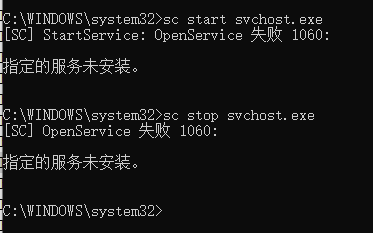 C:\WINDOWS\system32>sc start svchost.exe
[SC] StartService: OpenService 失败 1060:
指定的服务未安装。
C:\WINDOWS\system32>sc stop svchost.exe
[SC] OpenService 失败 1060:
指定的服务未安装。
C:\WINDOWS\system32>